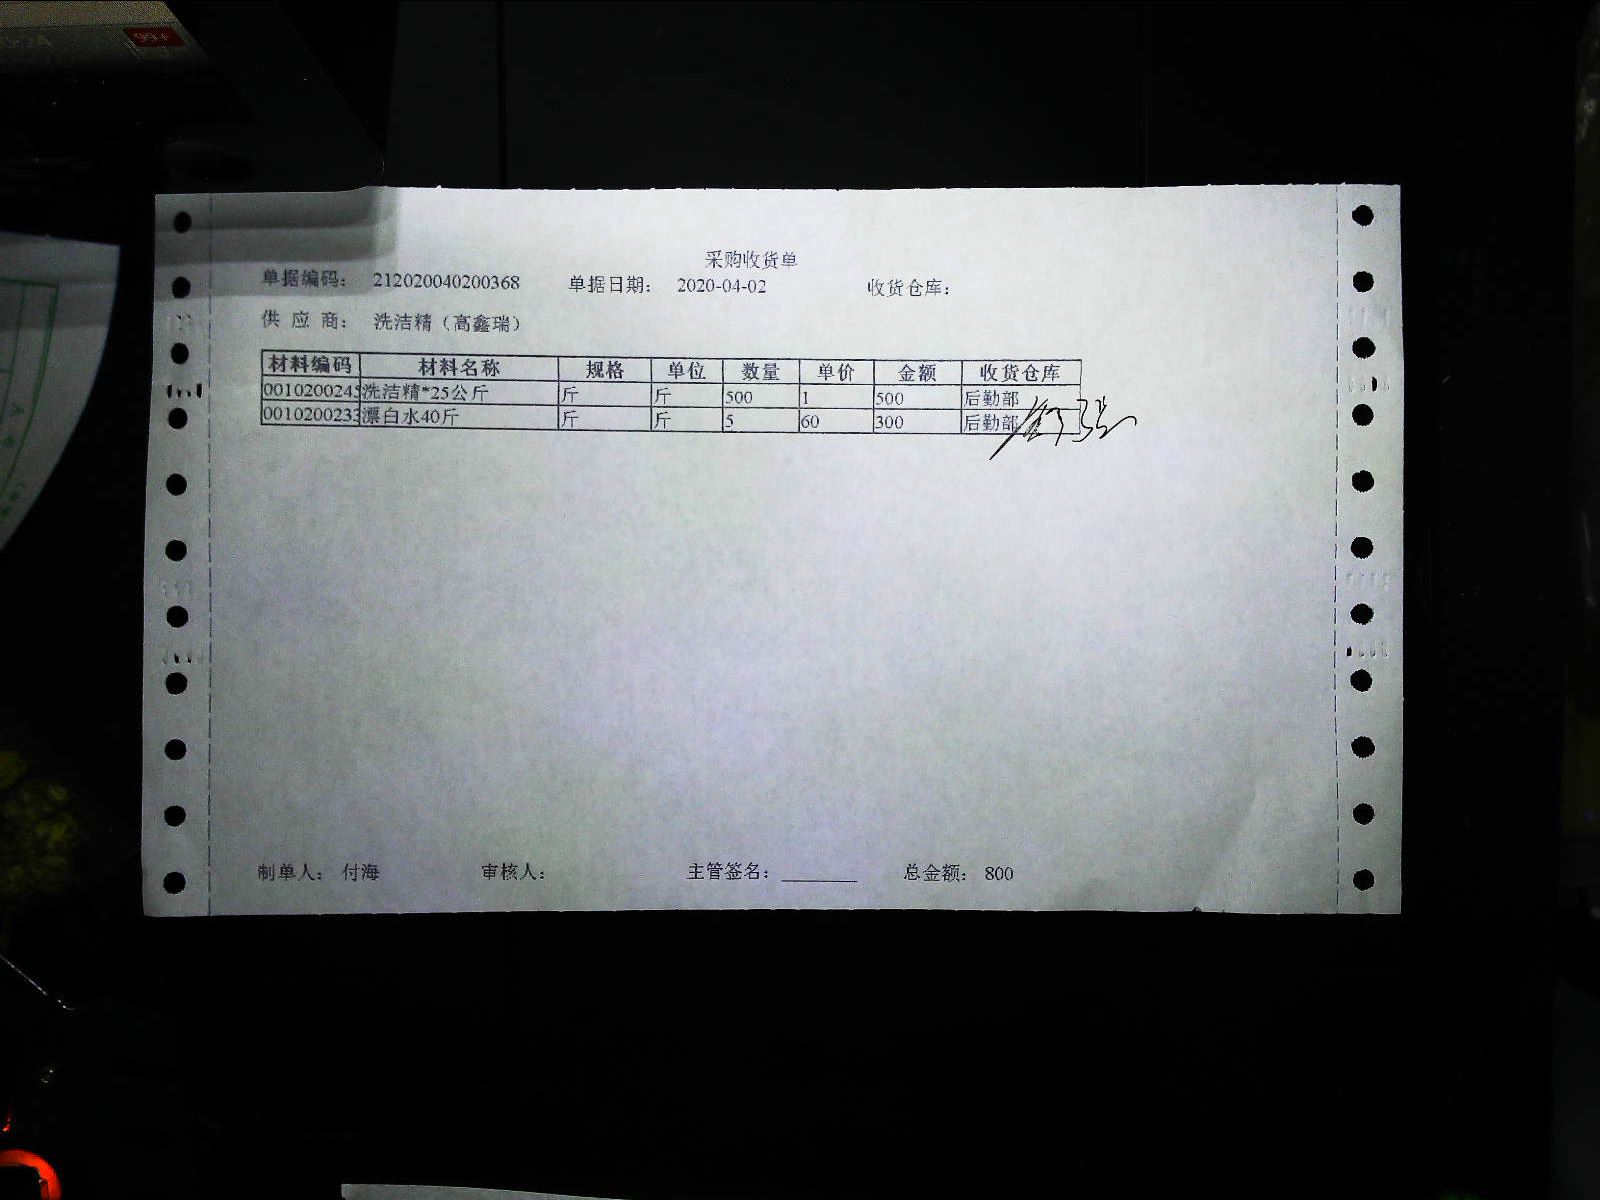 99+
采购收货单
单据编码: 212020040200368 单据日期: 2020-04-02 收货仓库:
供 应 商: 洗洁精（高鑫瑞）
材料编码 材料名称 规格 单位 数量 单价 金额 收货仓库
0010200245 洗洁精*25公斤 斤 斤 500 1 500 后勤部
0010200233 漂白水40斤 斤 斤 5 60 300 后勤部
制单人: 付海 审核人: 主管签名: ________ 总金额: 800